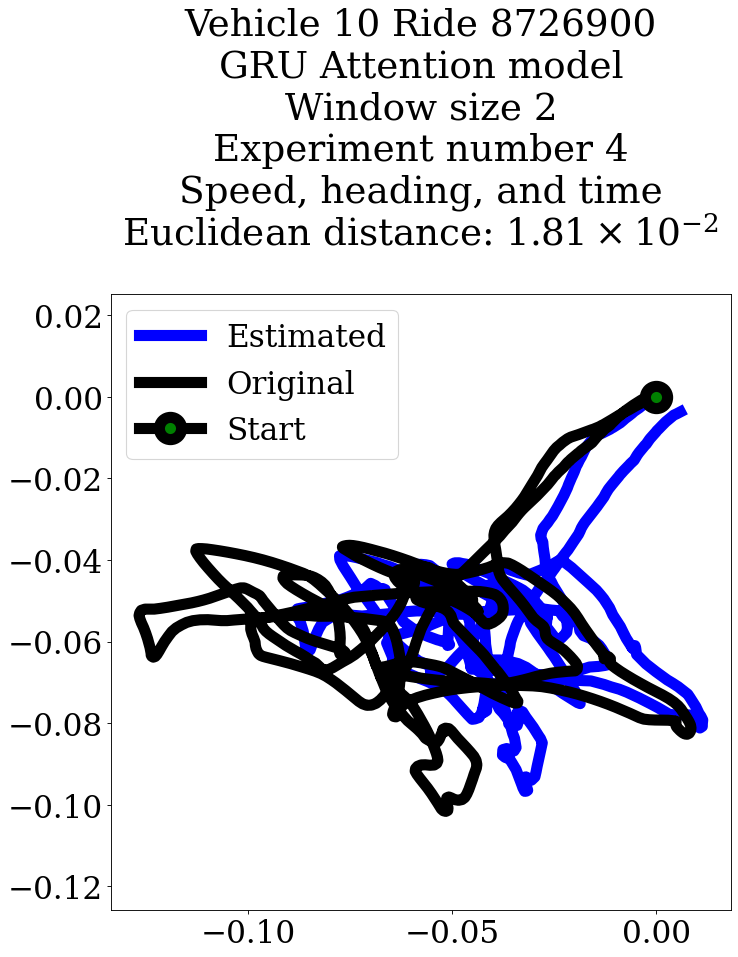 Vehicle 10 Ride 8726900
GRU Attention model
Window size 2
Experiment number 4
Speed, heading, and time
Euclidean distance: 1.81 × 10⁻²
Estimated
Original
Start
0.02
0.00
−0.02
−0.04
−0.06
−0.08
−0.10
−0.12
−0.10
−0.05
0.00